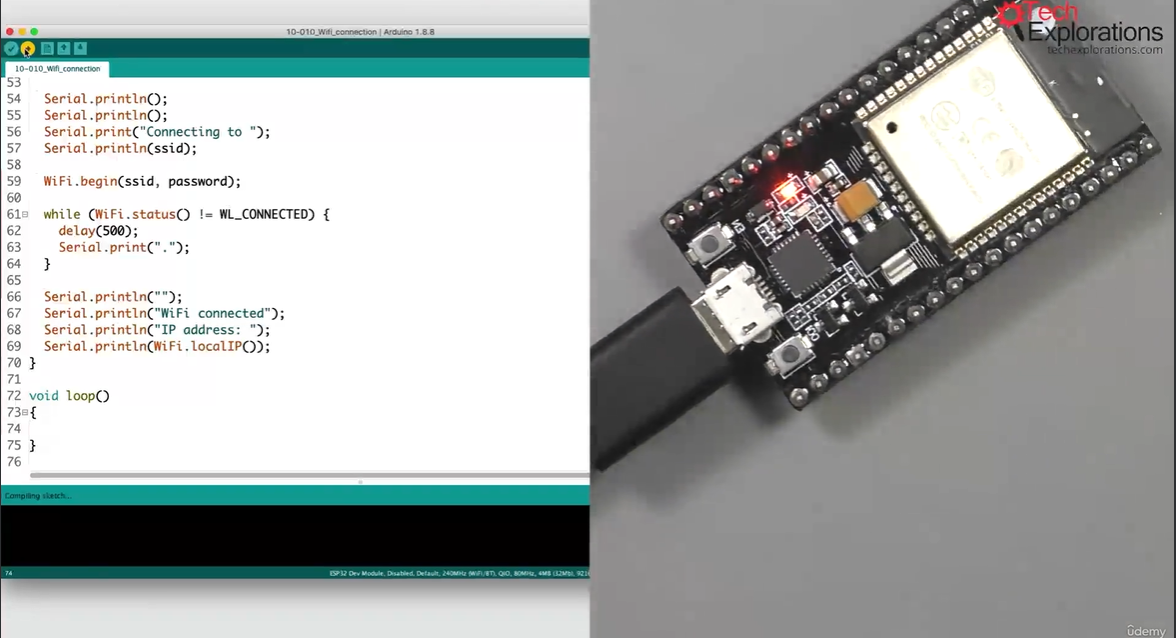 10-010_Wifi_connection | Arduino 1.8.8
10-010_Wifi_connection
53
54 Serial.println();
55 Serial.println();
56 Serial.print("Connecting to ");
57 Serial.println(ssid);
58
59 WiFi.begin(ssid, password);
60
61 while (WiFi.status() != WL_CONNECTED) {
62 delay(500);
63 Serial.print(".");
64 }
65
66 Serial.println("");
67 Serial.println("WiFi connected");
68 Serial.println("IP address: ");
69 Serial.println(WiFi.localIP());
70 }
71
72 void loop()
73 {
74
75 }
76
Compiling sketch...
74
ESP32 Dev Module, Disabled, Default, 240MHz (WiFi/BT), QIO, 80MHz, 4MB (32Mb), 921
Tech
Explorations
techexplorations.com
EN
udemy